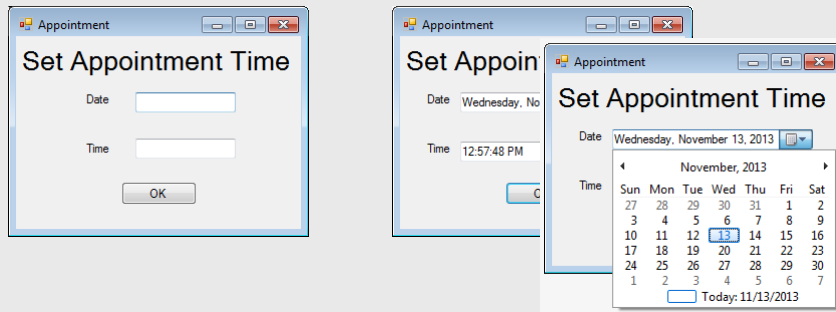 Appointment
Set Appointment Time
Date
Time
OK
Appointment
Set Appoin
Date Wednesday, No
Time 12:57:48 PM
Appointment
Set Appointment Time
Date Wednesday, November 13, 2013
Time
November, 2013
Sun Mon Tue Wed Thu Fri Sat
27 28 29 30 31 1 2
3 4 5 6 7 8 9
10 11 12 13 14 15 16
17 18 19 20 21 22 23
24 25 26 27 28 29 30
1 2 3 4 5 6 7
Today: 11/13/2013